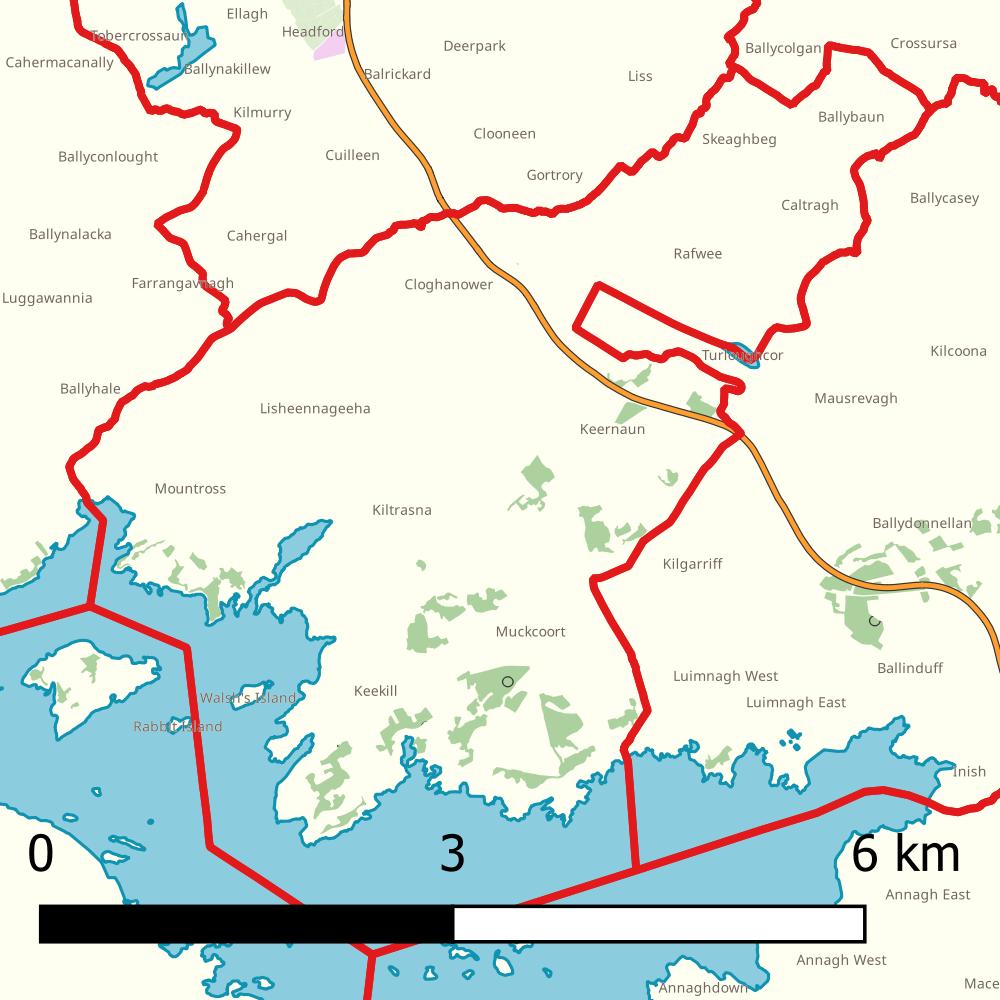 Ellagh
Tobercrossaun
Headford
Deerpark
Ballycolgan
Crossursa
Cahermacanally
Ballynakillew
Balrickard
Liss
Kilmurry
Ballybaun
Clooneen
Skeaghbeg
Ballyconlought
Cuilleen
Gortrory
Ballycasey
Caltragh
Ballynalacka
Cahergal
Rafwee
Farrangavnagh
Cloghanower
Luggawannia
Turloughcor
Kilcoona
Ballyhale
Mausrevagh
Lisheennageeha
Keernaun
Mountross
Kiltrasna
Ballydonnellan
Kilgarriff
Muckcoort
Ballinduff
Luimnagh West
Keekill
Walsh's Island
Luimnagh East
Rabbit Island
Inish
0 3 6 km
Annagh East
Annagh West
Mace
Annaghdown